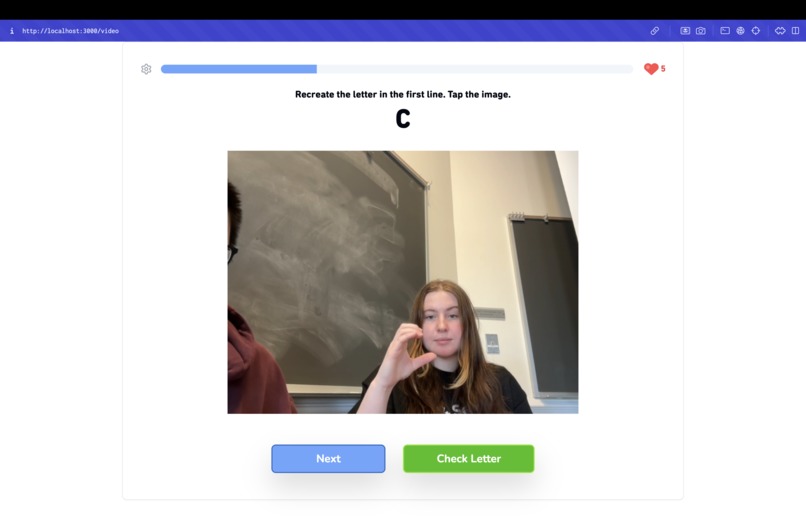 http://localhost:3000/video
5
Recreate the letter in the first line. Tap the image.
C
Next
Check Letter